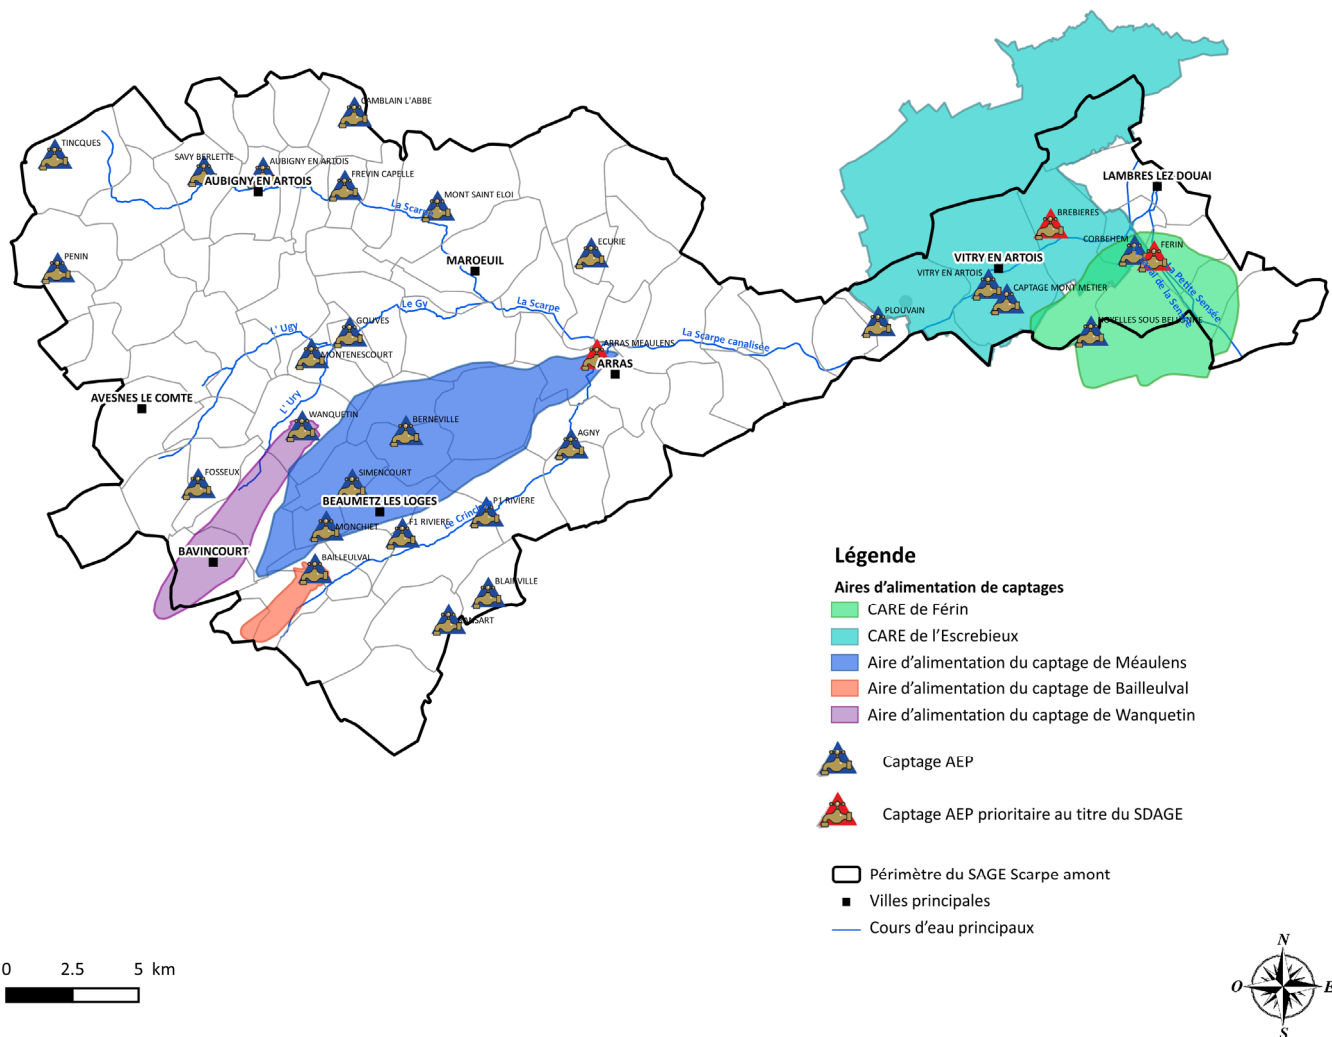 CAMBLAIN L'ABBE
TINCQUES
SAVY BERLETTE
AUBIGNY EN ARTOIS
AUBIGNY EN ARTOIS
FREVIN CAPELLE
MONT SAINT ELOI
La Scarpe
LAMBRES LEZ DOUAI
BREBIERES
ECURIE
CORBEHEM
FERIN
PENIN
MAROEUIL
VITRY EN ARTOIS
VITRY EN ARTOIS
CAPTAGE MONT METIER
La Petite Sensée
Canal de la Sensée
Le Gy
La Scarpe
PLOUVAIN
NOYELLES SOUS BELLONNE
GOUVES
L' Ugy
La Scarpe canalisée
MONTENESCOURT
ARRAS MEAULENS
ARRAS
AVESNES LE COMTE
L' Ury
WANQUETIN
BERNEVILLE
AGNY
FOSSEUX
SIMENCOURT
BEAUMETZ LES LOGES
P1 RIVIERE
Le Crinchon
MONCHIET
F1 RIVIERE
BAVINCOURT
BAILLEULVAL
BLAINVILLE
RANSART
Légende
Aires d'alimentation de captages
CARE de Férin
CARE de l'Escrebieux
Aire d'alimentation du captage de Méaulens
Aire d'alimentation du captage de Bailleulval
Aire d'alimentation du captage de Wanquetin
Captage AEP
Captage AEP prioritaire au titre du SDAGE
Périmètre du SAGE Scarpe amont
Villes principales
Cours d'eau principaux
0 2.5 5 km
N
O E
S